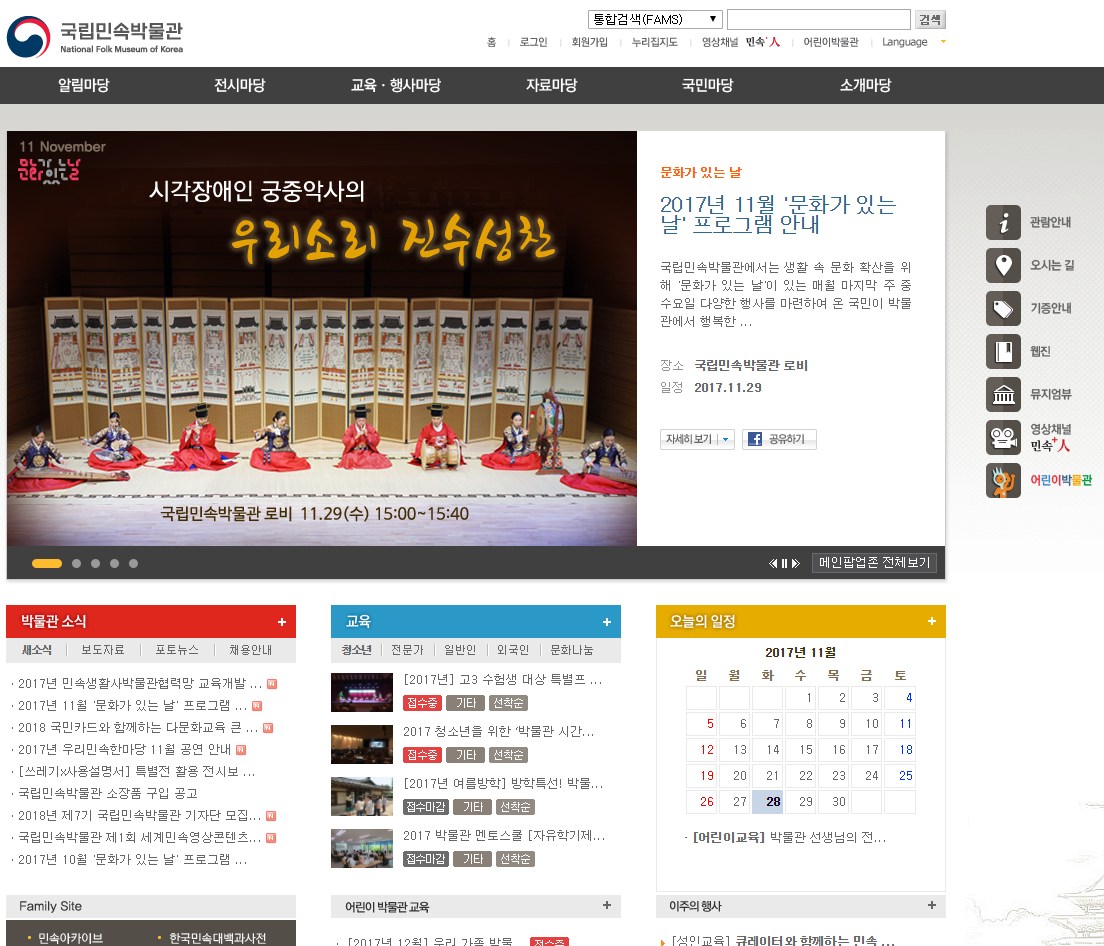 국립민속박물관
National Folk Museum of Korea
통합검색(FAMS)
검색
홈 로그인 회원가입 누리집지도 영상채널 민속人 어린이박물관 Language
알림마당 전시마당 교육 · 행사마당 자료마당 국민마당 소개마당
11 November
문화가 있는 날
시각장애인 궁중악사의
우리소리 진수성찬
국립민속박물관 로비 11.29(수) 15:00~15:40
문화가 있는 날
2017년 11월 '문화가 있는
날' 프로그램 안내
국립민속박물관에서는 생활 속 문화 확산을 위
해 '문화가 있는 날'이 있는 매월 마지막 주 중
수요일 다양한 행사를 마련하여 온 국민이 박물
관에서 행복한 ...
장소 국립민속박물관 로비
일정 2017.11.29
자세히 보기
공유하기
메인팝업존 전체보기
관람안내
오시는 길
기증안내
웹진
뮤지엄뷰
영상채널
민속+人
어린이박물관
박물관 소식 +
새소식 보도자료 포토뉴스 채용안내
· 2017년 민속생활사박물관협력망 교육개발 ... N
· 2017년 11월 '문화가 있는 날' 프로그램 ... N
· 2018 국민카드와 함께하는 다문화교육 큰 ... N
· 2017년 우리민속한마당 11월 공연 안내 N
· [쓰레기x사용설명서] 특별전 활용 전시보 ...
· 국립민속박물관 소장품 구입 공고
· 2018년 제7기 국립민속박물관 기자단 모집... N
· 국립민속박물관 제1회 세계민속영상콘텐츠... N
· 2017년 10월 '문화가 있는 날' 프로그램 ...
Family Site
· 민속아카이브 · 한국민속대백과사전
교육 +
청소년 전문가 일반인 외국인 문화나눔
[2017년] 고3 수험생 대상 특별프 ...
접수중 기타 선착순
2017 청소년을 위한 '박물관 시간...
접수중 기타 선착순
[2017년 여름방학] 방학특선! 박물...
접수마감 기타 선착순
2017 박물관 멘토스쿨 [자유학기제...
접수마감 기타 선착순
어린이 박물관 교육 +
· [2017년 12월] 우리 가족 박물... 접수중
오늘의 일정 +
2017년 11월
일 월 화 수 목 금 토
1 2 3 4
5 6 7 8 9 10 11
12 13 14 15 16 17 18
19 20 21 22 23 24 25
26 27 28 29 30
· [어린이교육] 박물관 선생님의 전...
이주의 행사 +
[성인교육] 큐레이터와 함께하는 민속 ...